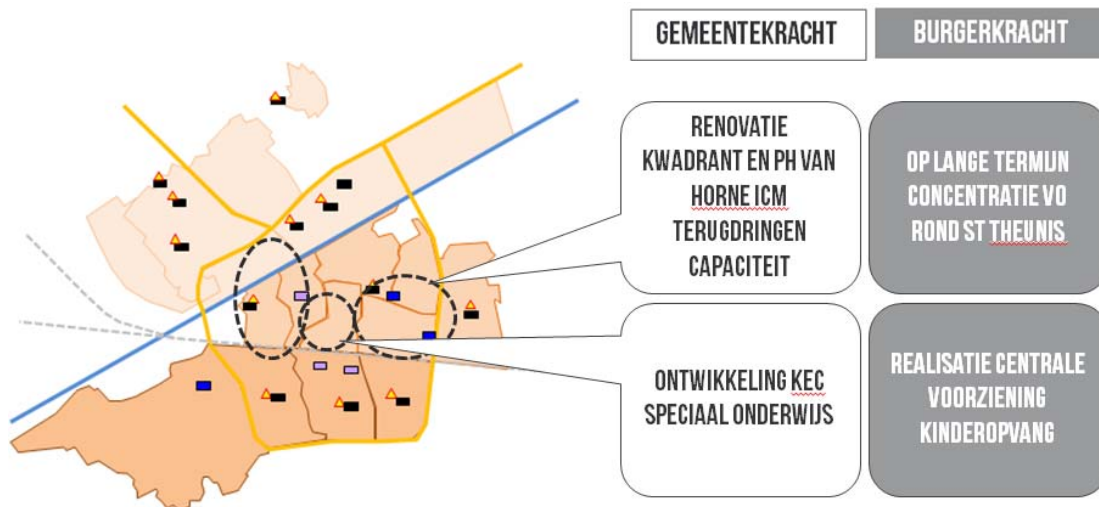 GEMEENTEKRACHT
BURGERKRACHT
RENOVATIE
KWADRANT EN PH VAN
HORNE ICM
TERUGDRINGEN
CAPACITEIT
OP LANGE TERMIJN
CONCENTRATIE VO
ROND ST THEUNIS
ONTWIKKELING KEC
SPECIAAL ONDERWIJS
REALISATIE CENTRALE
VOORZIENING
KINDEROPVANG